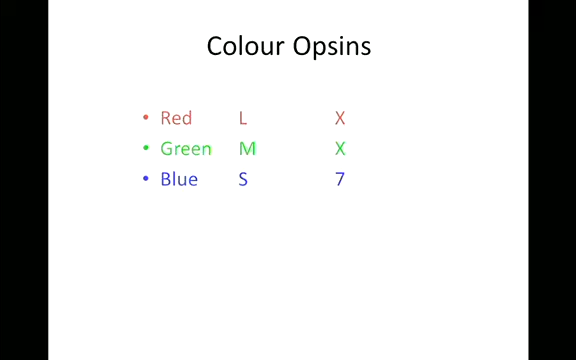 Colour Opsins
• Red L X
• Green M X
• Blue S 7